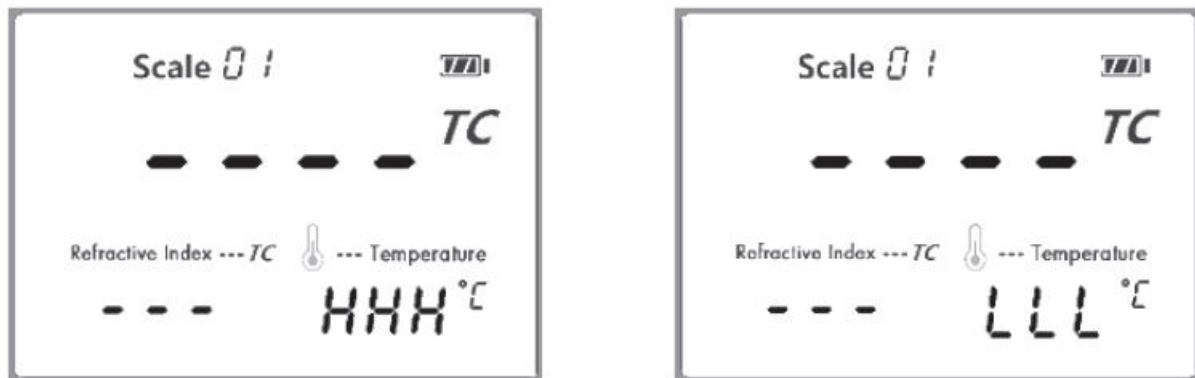 Scale 01
TC
- - - -
Refractive Index --- TC --- Temperature
- - - HHH °C
Scale 01
TC
- - - -
Refractive Index --- TC --- Temperature
- - - LLL °C